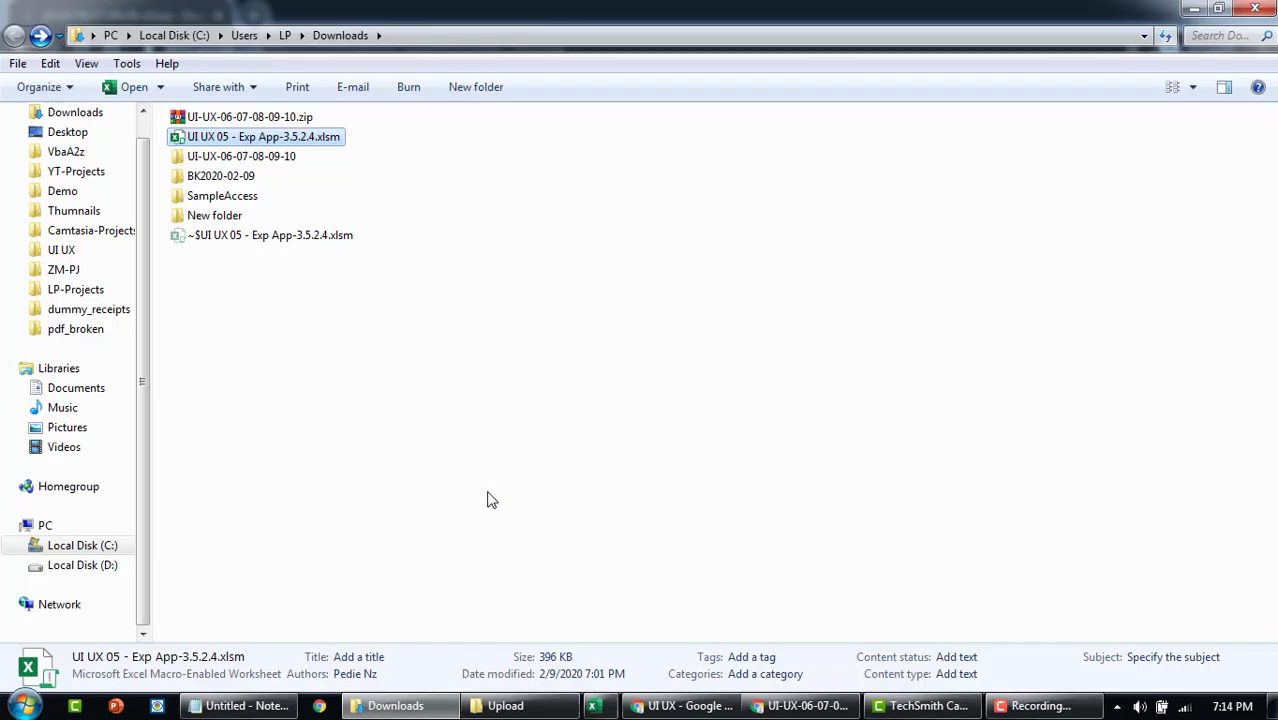 PC Local Disk (C:) Users LP Downloads Search Do...
File Edit View Tools Help
Organize Open Share with Print E-mail Burn New folder
Downloads
Desktop
VbaA2z
YT-Projects
Demo
Thumnails
Camtasia-Projects
UI UX
ZM-PJ
LP-Projects
dummy_receipts
pdf_broken
Libraries
Documents
Music
Pictures
Videos
Homegroup
PC
Local Disk (C:)
Local Disk (D:)
Network
UI-UX-06-07-08-09-10.zip
UI UX 05 - Exp App-3.5.2.4.xlsm
UI-UX-06-07-08-09-10
BK2020-02-09
SampleAccess
New folder
~$UI UX 05 - Exp App-3.5.2.4.xlsm
UI UX 05 - Exp App-3.5.2.4.xlsm Title: Add a title Size: 396 KB Tags: Add a tag Content status: Add text Subject: Specify the subject
Microsoft Excel Macro-Enabled Worksheet Authors: Pedie Nz Date modified: 2/9/2020 7:01 PM Categories: Add a category Content type: Add text
Untitled - Note... Downloads Upload UI UX - Google ... UI-UX-06-07-0... TechSmith Ca... Recording... 7:14 PM